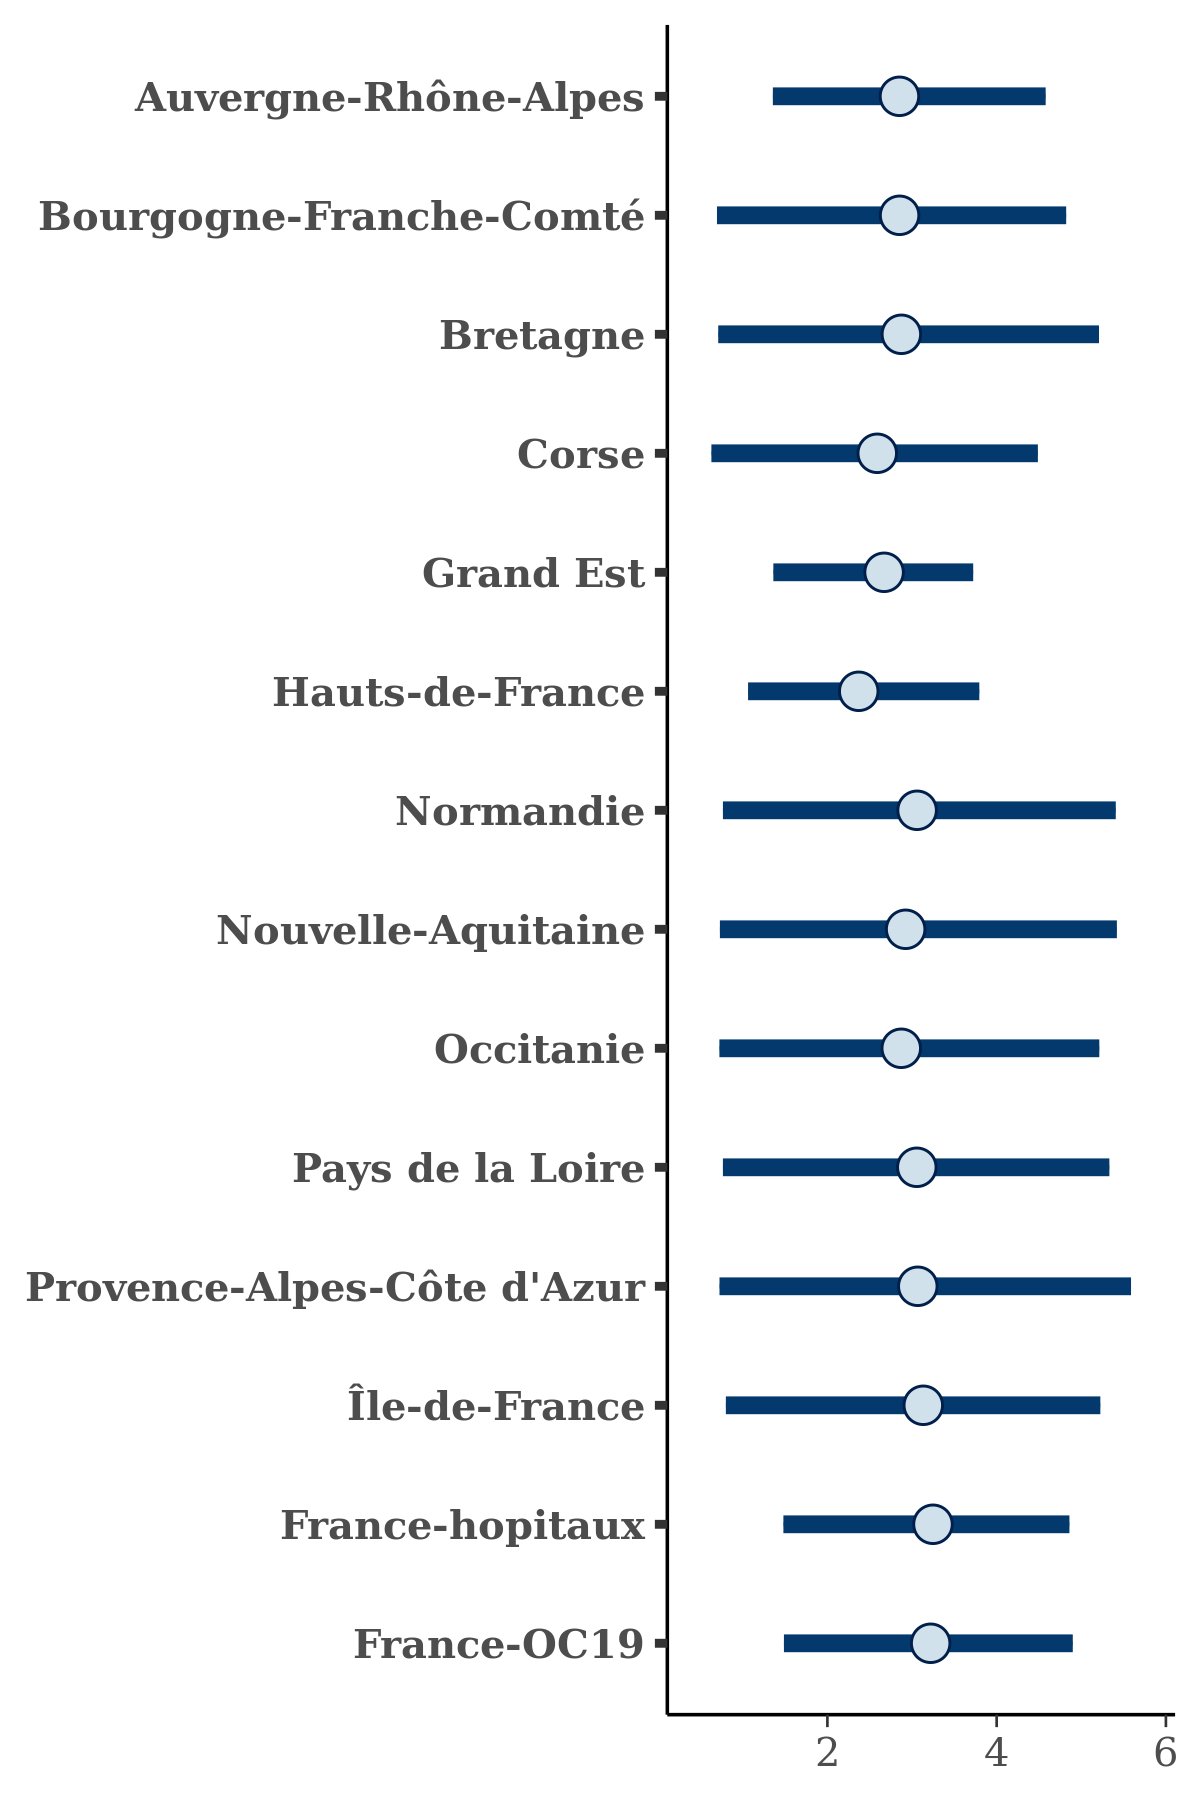 Auvergne-Rhône-Alpes
Bourgogne-Franche-Comté
Bretagne
Corse
Grand Est
Hauts-de-France
Normandie
Nouvelle-Aquitaine
Occitanie
Pays de la Loire
Provence-Alpes-Côte d'Azur
Île-de-France
France-hopitaux
France-OC19
2 4 6